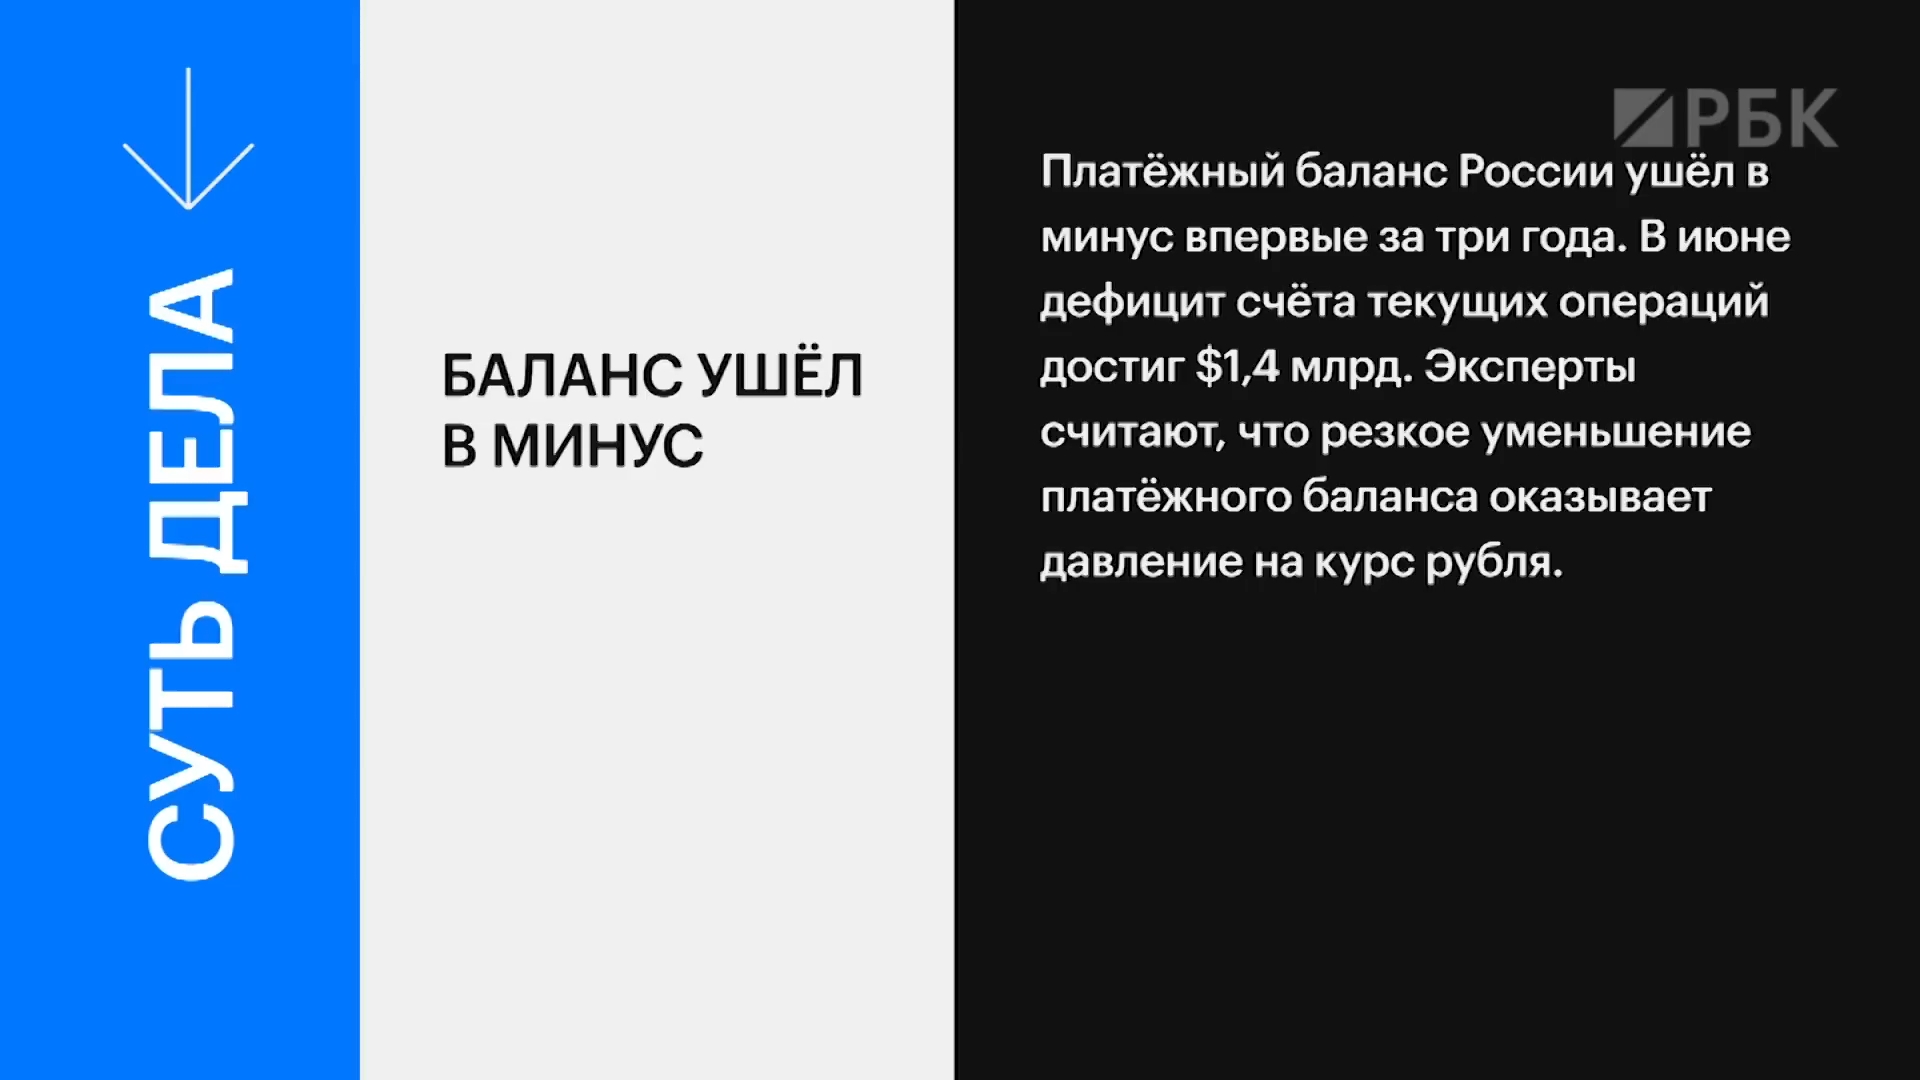 СУТЬ ДЕЛА
БАЛАНС УШЁЛ
В МИНУС
РБК
Платёжный баланс России ушёл в
минус впервые за три года. В июне
дефицит счёта текущих операций
достиг $1,4 млрд. Эксперты
считают, что резкое уменьшение
платёжного баланса оказывает
давление на курс рубля.